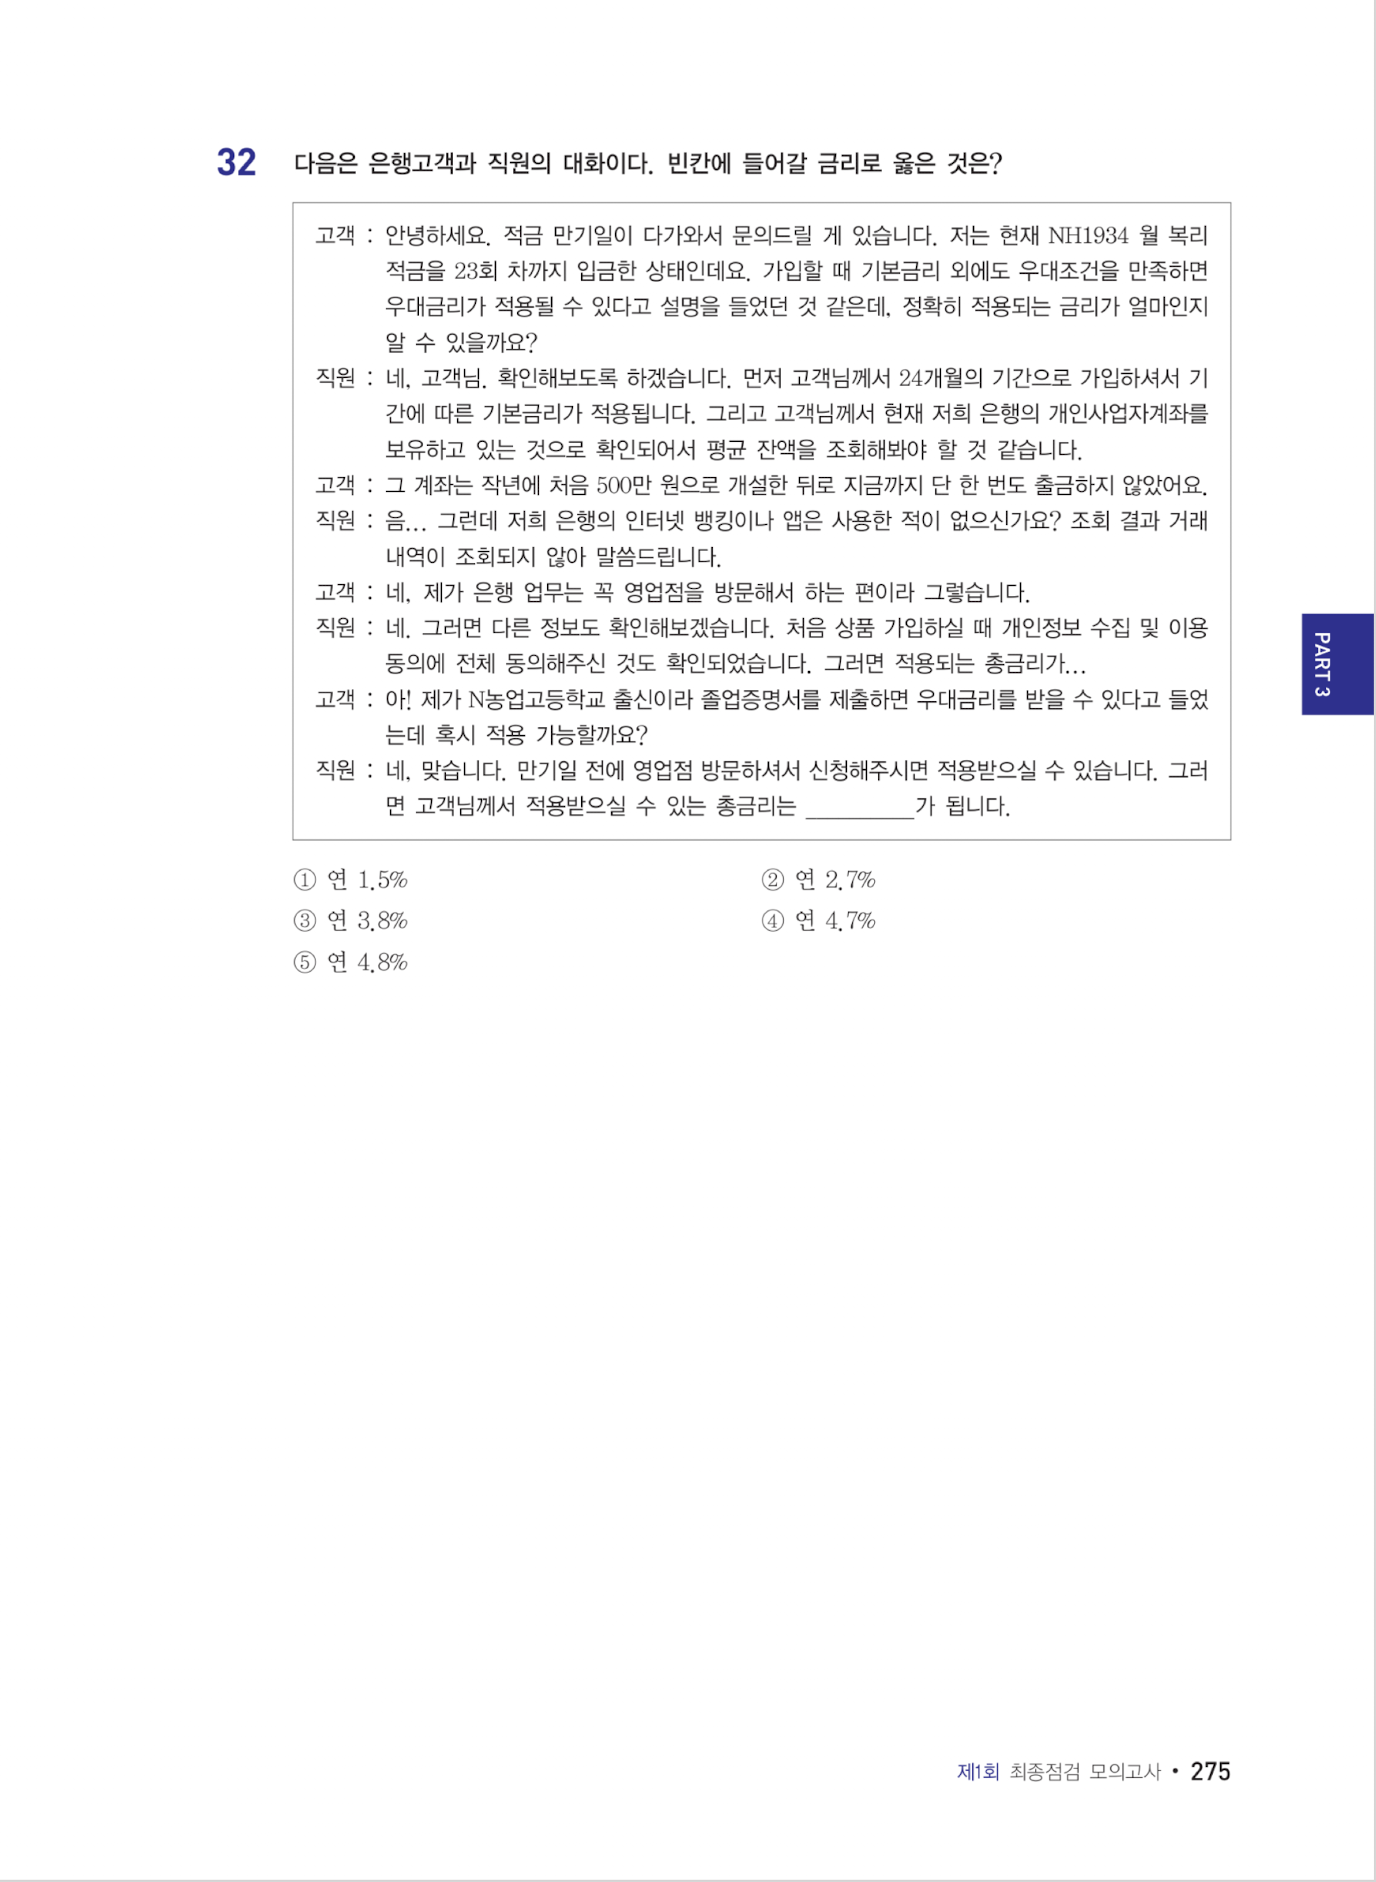 32 다음은 은행고객과 직원의 대화이다. 빈칸에 들어갈 금리로 옳은 것은?
고객 : 안녕하세요. 적금 만기일이 다가와서 문의드릴 게 있습니다. 저는 현재 NH1934 월 복리
적금을 23회 차까지 입금한 상태인데요. 가입할 때 기본금리 외에도 우대조건을 만족하면
우대금리가 적용될 수 있다고 설명을 들었던 것 같은데, 정확히 적용되는 금리가 얼마인지
알 수 있을까요?
직원 : 네, 고객님. 확인해보도록 하겠습니다. 먼저 고객님께서 24개월의 기간으로 가입하셔서 기
간에 따른 기본금리가 적용됩니다. 그리고 고객님께서 현재 저희 은행의 개인사업자계좌를
보유하고 있는 것으로 확인되어서 평균 잔액을 조회해봐야 할 것 같습니다.
고객 : 그 계좌는 작년에 처음 500만 원으로 개설한 뒤로 지금까지 단 한 번도 출금하지 않았어요.
직원 : 음... 그런데 저희 은행의 인터넷 뱅킹이나 앱은 사용한 적이 없으신가요? 조회 결과 거래
내역이 조회되지 않아 말씀드립니다.
고객 : 네, 제가 은행 업무는 꼭 영업점을 방문해서 하는 편이라 그렇습니다.
직원 : 네. 그러면 다른 정보도 확인해보겠습니다. 처음 상품 가입하실 때 개인정보 수집 및 이용
동의에 전체 동의해주신 것도 확인되었습니다. 그러면 적용되는 총금리가...
고객 : 아! 제가 N농업고등학교 출신이라 졸업증명서를 제출하면 우대금리를 받을 수 있다고 들었
는데 혹시 적용 가능할까요?
직원 : 네, 맞습니다. 만기일 전에 영업점 방문하셔서 신청해주시면 적용받으실 수 있습니다. 그러
면 고객님께서 적용받으실 수 있는 총금리는 __________가 됩니다.
① 연 1.5% ② 연 2.7%
③ 연 3.8% ④ 연 4.7%
⑤ 연 4.8%
PART 3
제1회 최종점검 모의고사 • 275